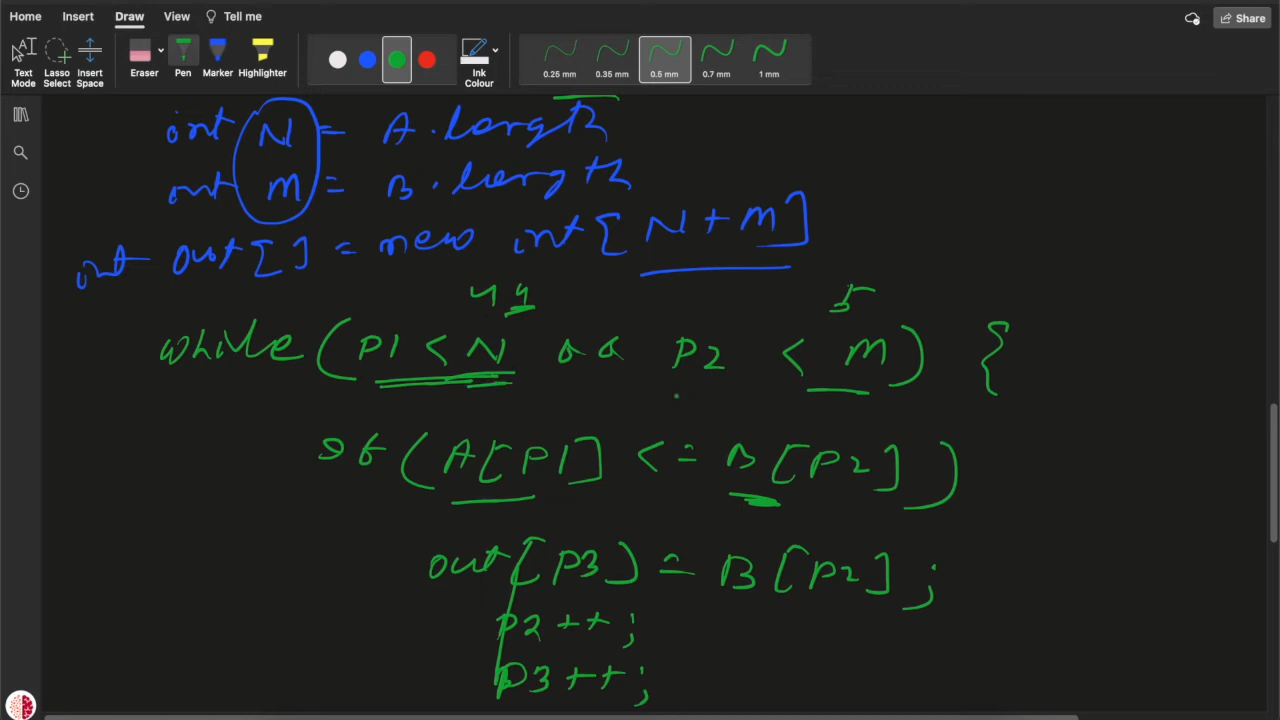 Home Insert Draw View Tell me Share
Text Mode Lasso Select Insert Space Eraser Pen Marker Highlighter Ink Colour 0.25 mm 0.35 mm 0.5 mm 0.7 mm 1 mm
int N = A.length
int M = B.length
int out[] = new int[N+M]
4 4 5
while (P1 < N && P2 < M) {
If (A[P1] <= B[P2])
out[P3] = B[P2];
P2++;
P3++;